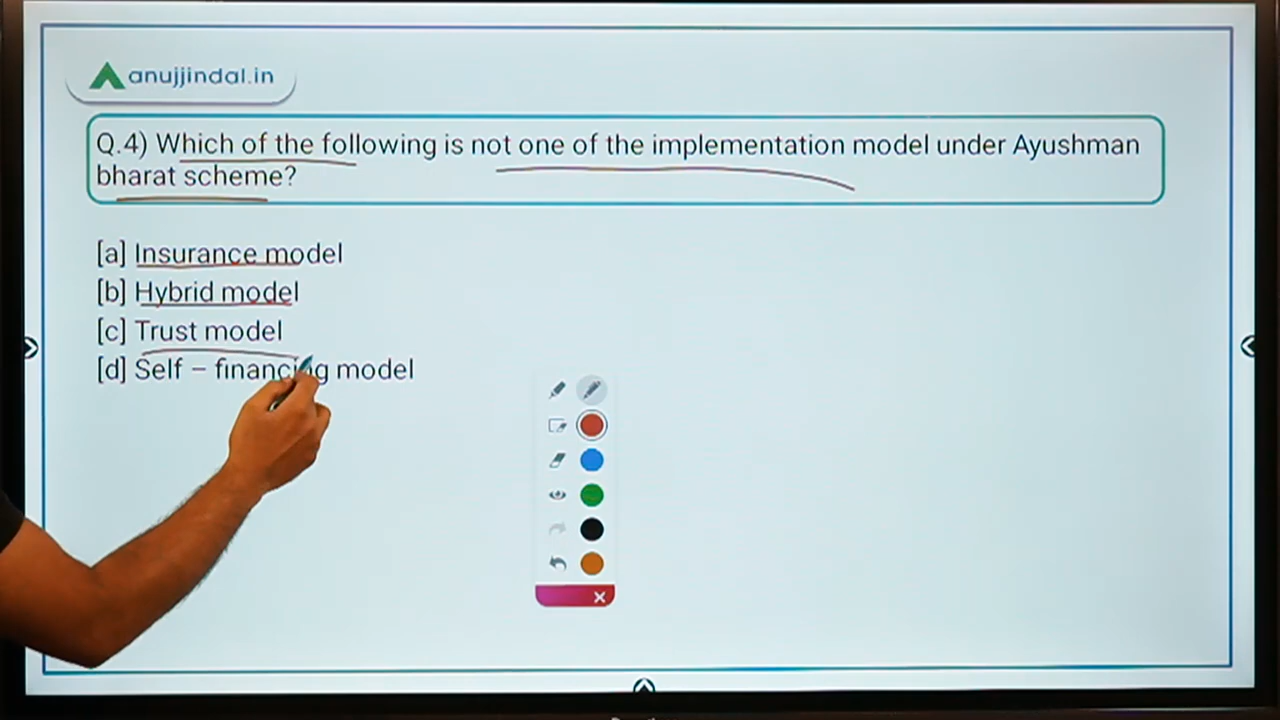 anujjindal.in
Q.4) Which of the following is not one of the implementation model under Ayushman
bharat scheme?
[a] Insurance model
[b] Hybrid model
[c] Trust model
[d] Self – financing model